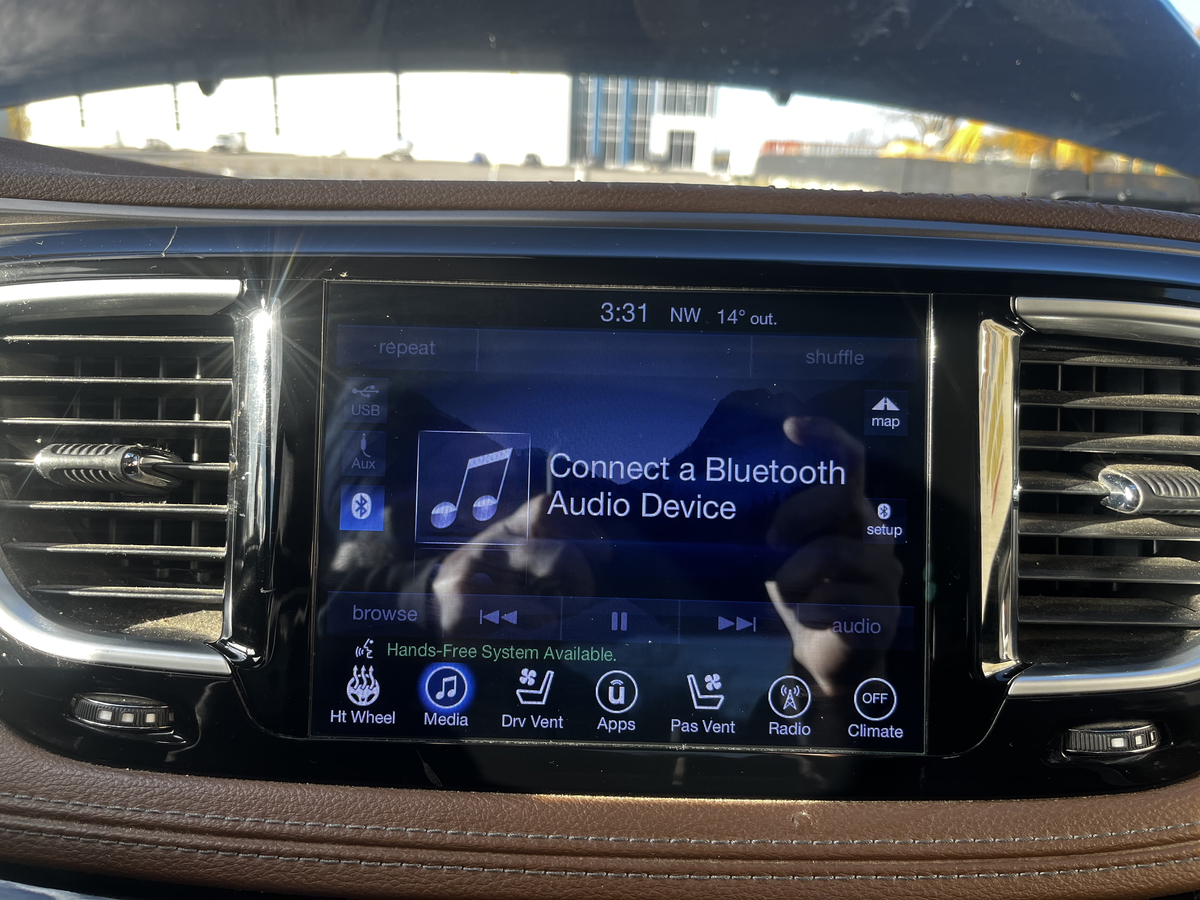 3:31 NW 14° out.
repeat shuffle
USB
map
Aux
Connect a Bluetooth
Audio Device
setup
browse audio
Hands-Free System Available.
Ht Wheel Media Drv Vent Apps Pas Vent Radio OFF Climate